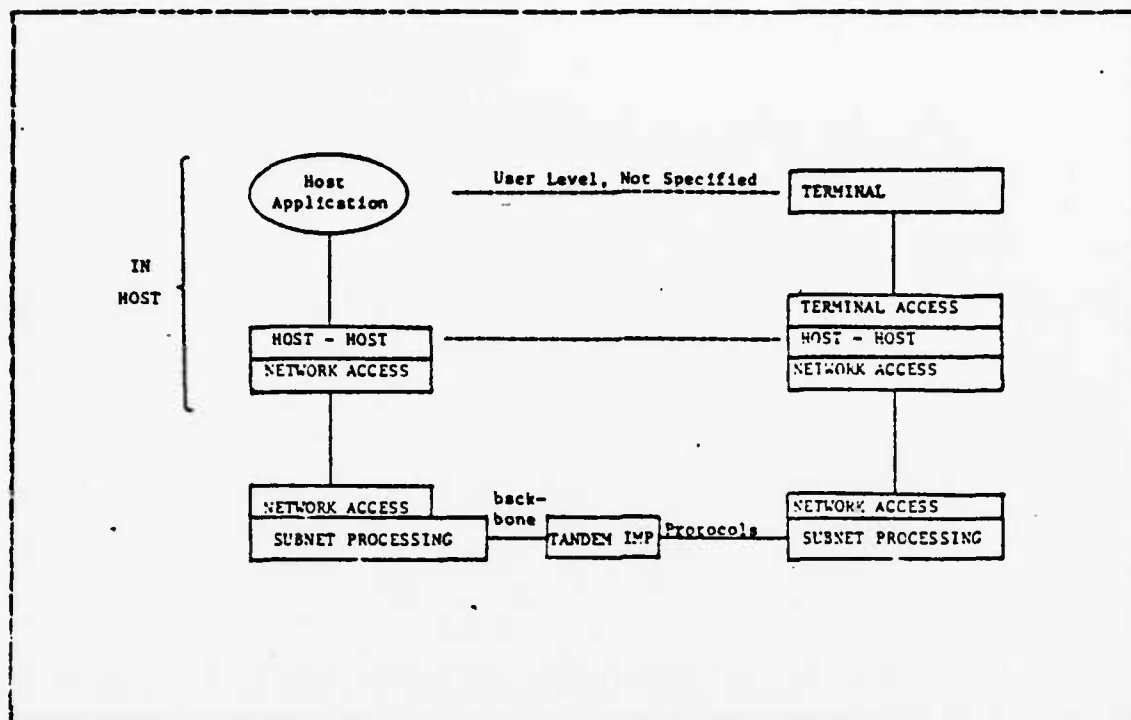 Host
Application
User Level, Not Specified
TERMINAL
IN
HOST
TERMINAL ACCESS
HOST - HOST
HOST - HOST
NETWORK ACCESS
NETWORK ACCESS
NETWORK ACCESS
back-
bone
NETWORK ACCESS
SUBNET PROCESSING
TANDEM IMP
Protocols
SUBNET PROCESSING